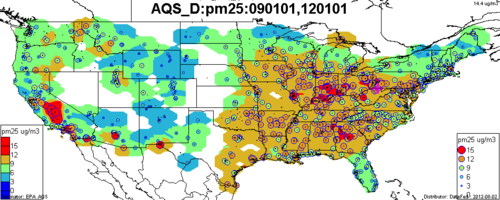 14.4 ug/m3
AQS_D:pm25:090101,120101
pm25 ug/m3
15
12
9
6
3
0
pm25 ug/m3
15
12
9
6
3
0
EPA, AQS
Distributor: DataFed, 2012-08-02